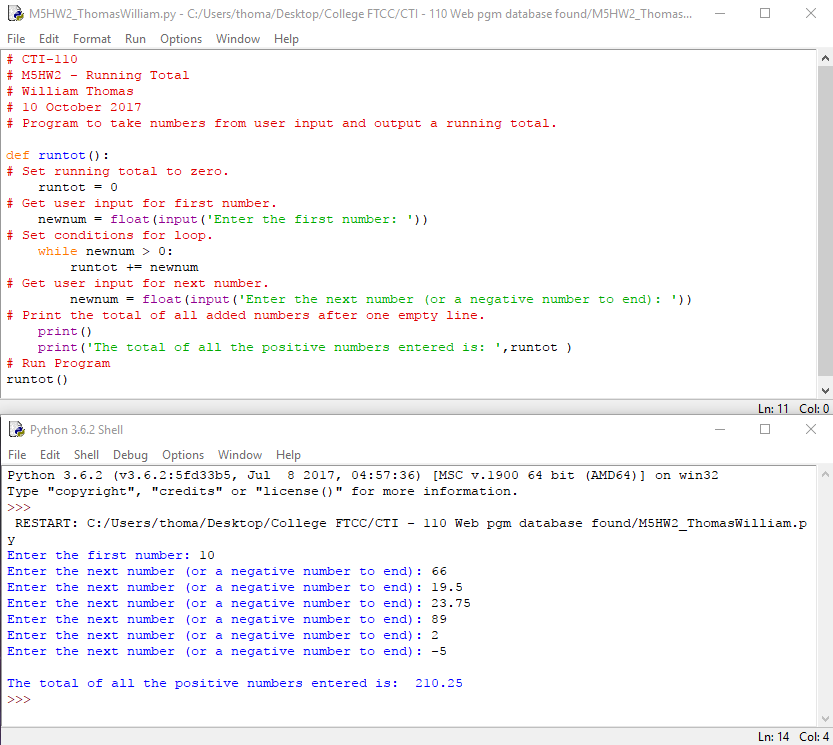 M5HW2_ThomasWilliam.py - C:/Users/thoma/Desktop/College FTCC/CTI - 110 Web pgm database found/M5HW2_Thomas...
File Edit Format Run Options Window Help
# CTI-110
# M5HW2 - Running Total
# William Thomas
# 10 October 2017
# Program to take numbers from user input and output a running total.

def runtot():
# Set running total to zero.
    runtot = 0
# Get user input for first number.
    newnum = float(input('Enter the first number: '))
# Set conditions for loop.
    while newnum > 0:
        runtot += newnum
# Get user input for next number.
        newnum = float(input('Enter the next number (or a negative number to end): '))
# Print the total of all added numbers after one empty line.
    print()
    print('The total of all the positive numbers entered is: ',runtot )
# Run Program
runtot()
Ln: 11 Col: 0
Python 3.6.2 Shell
File Edit Shell Debug Options Window Help
Python 3.6.2 (v3.6.2:5fd33b5, Jul  8 2017, 04:57:36) [MSC v.1900 64 bit (AMD64)] on win32
Type "copyright", "credits" or "license()" for more information.
>>>
 RESTART: C:/Users/thoma/Desktop/College FTCC/CTI - 110 Web pgm database found/M5HW2_ThomasWilliam.p
y
Enter the first number: 10
Enter the next number (or a negative number to end): 66
Enter the next number (or a negative number to end): 19.5
Enter the next number (or a negative number to end): 23.75
Enter the next number (or a negative number to end): 89
Enter the next number (or a negative number to end): 2
Enter the next number (or a negative number to end): -5

The total of all the positive numbers entered is:  210.25
>>>
Ln: 14 Col: 4